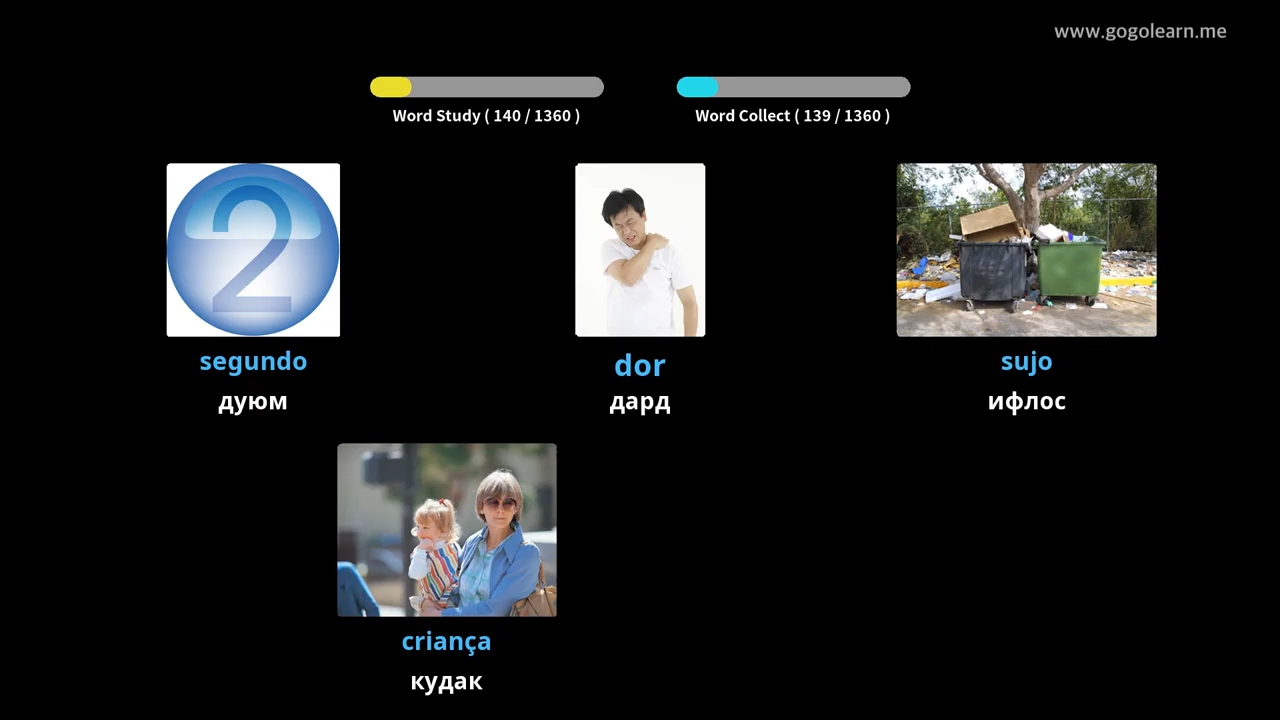 www.gogolearn.me
Word Study ( 140 / 1360 )
Word Collect ( 139 / 1360 )
2
segundo
dor
sujo
дуюм
дард
ифлос
criança
кудак